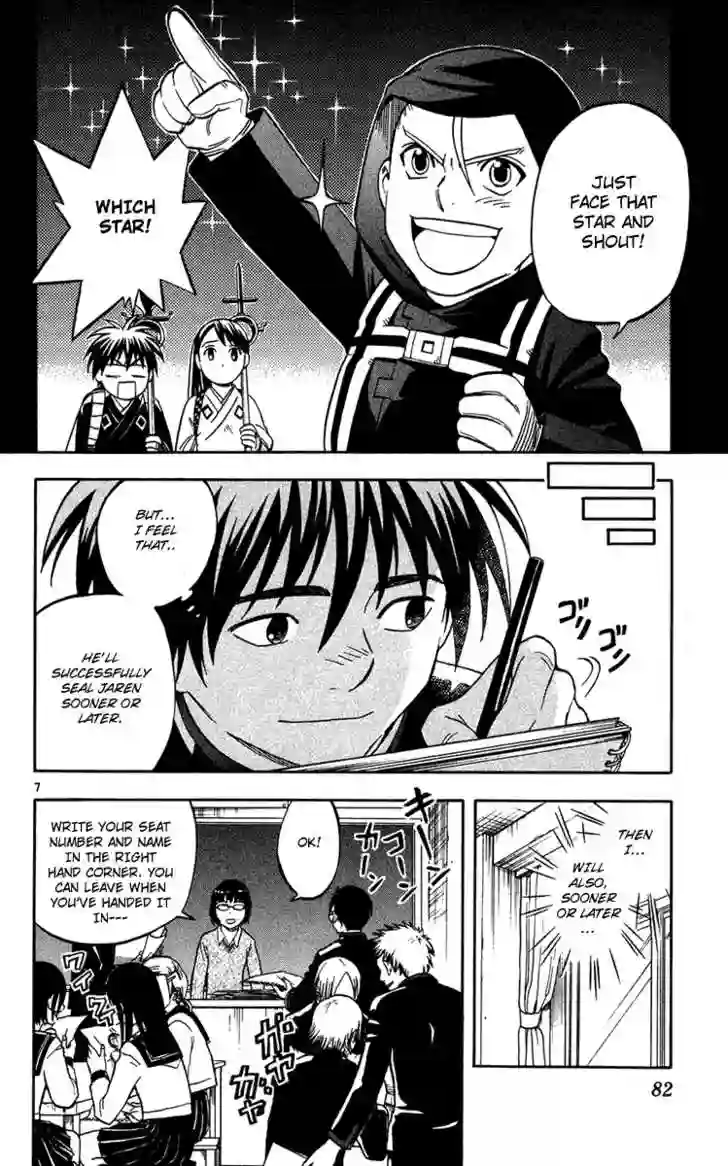 JUST
FACE THAT
STAR AND
SHOUT!
WHICH
STAR!
BUT...
I FEEL
THAT..
HE'LL
SUCCESSFULLY
SEAL JAREN
SOONER OR
LATER.
ゴリ
ゴリ
7
THEN
I...
WILL
ALSO,
SOONER
OR LATER
...
キーン
カーン
コーン
OK!
WRITE YOUR SEAT
NUMBER AND NAME
IN THE RIGHT
HAND CORNER. YOU
CAN LEAVE WHEN
YOU'VE HANDED IT
IN---
ワイ
ワイ
ガヤ
ガヤ
82